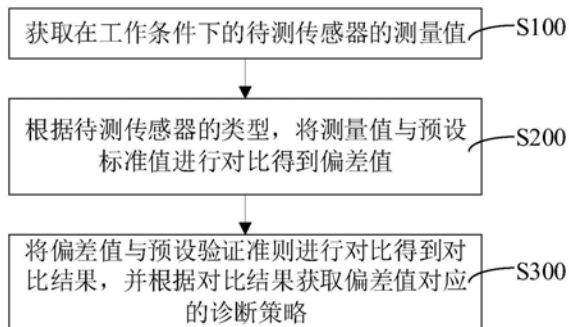 获取在工作条件下的待测传感器的测量值
S100
根据待测传感器的类型，将测量值与预设
标准值进行对比得到偏差值
S200
将偏差值与预设验证准则进行对比得到对
比结果，并根据对比结果获取偏差值对应
的诊断策略
S300